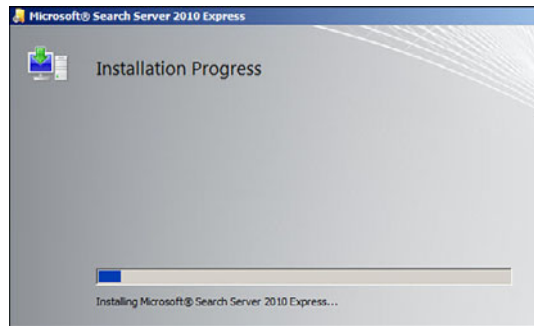 Microsoft® Search Server 2010 Express
Installation Progress
Installing Microsoft® Search Server 2010 Express...